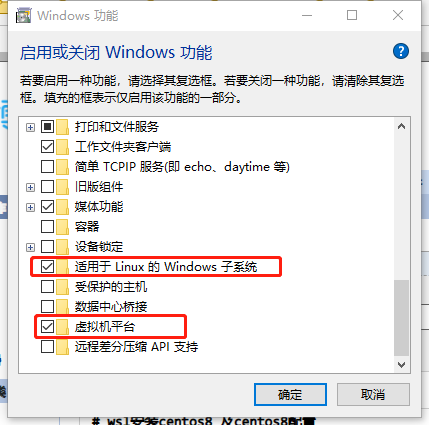 Windows 功能
启用或关闭 Windows 功能
若要启用一种功能，请选择其复选框。若要关闭一种功能，请清除其复选
框。填充的框表示仅启用该功能的一部分。
打印和文件服务
工作文件夹客户端
简单 TCPIP 服务(即 echo、daytime 等)
旧版组件
媒体功能
容器
设备锁定
适用于 Linux 的 Windows 子系统
受保护的主机
数据中心桥接
虚拟机平台
远程差分压缩 API 支持
确定
取消
# wsl安装centos8 及centos8配置